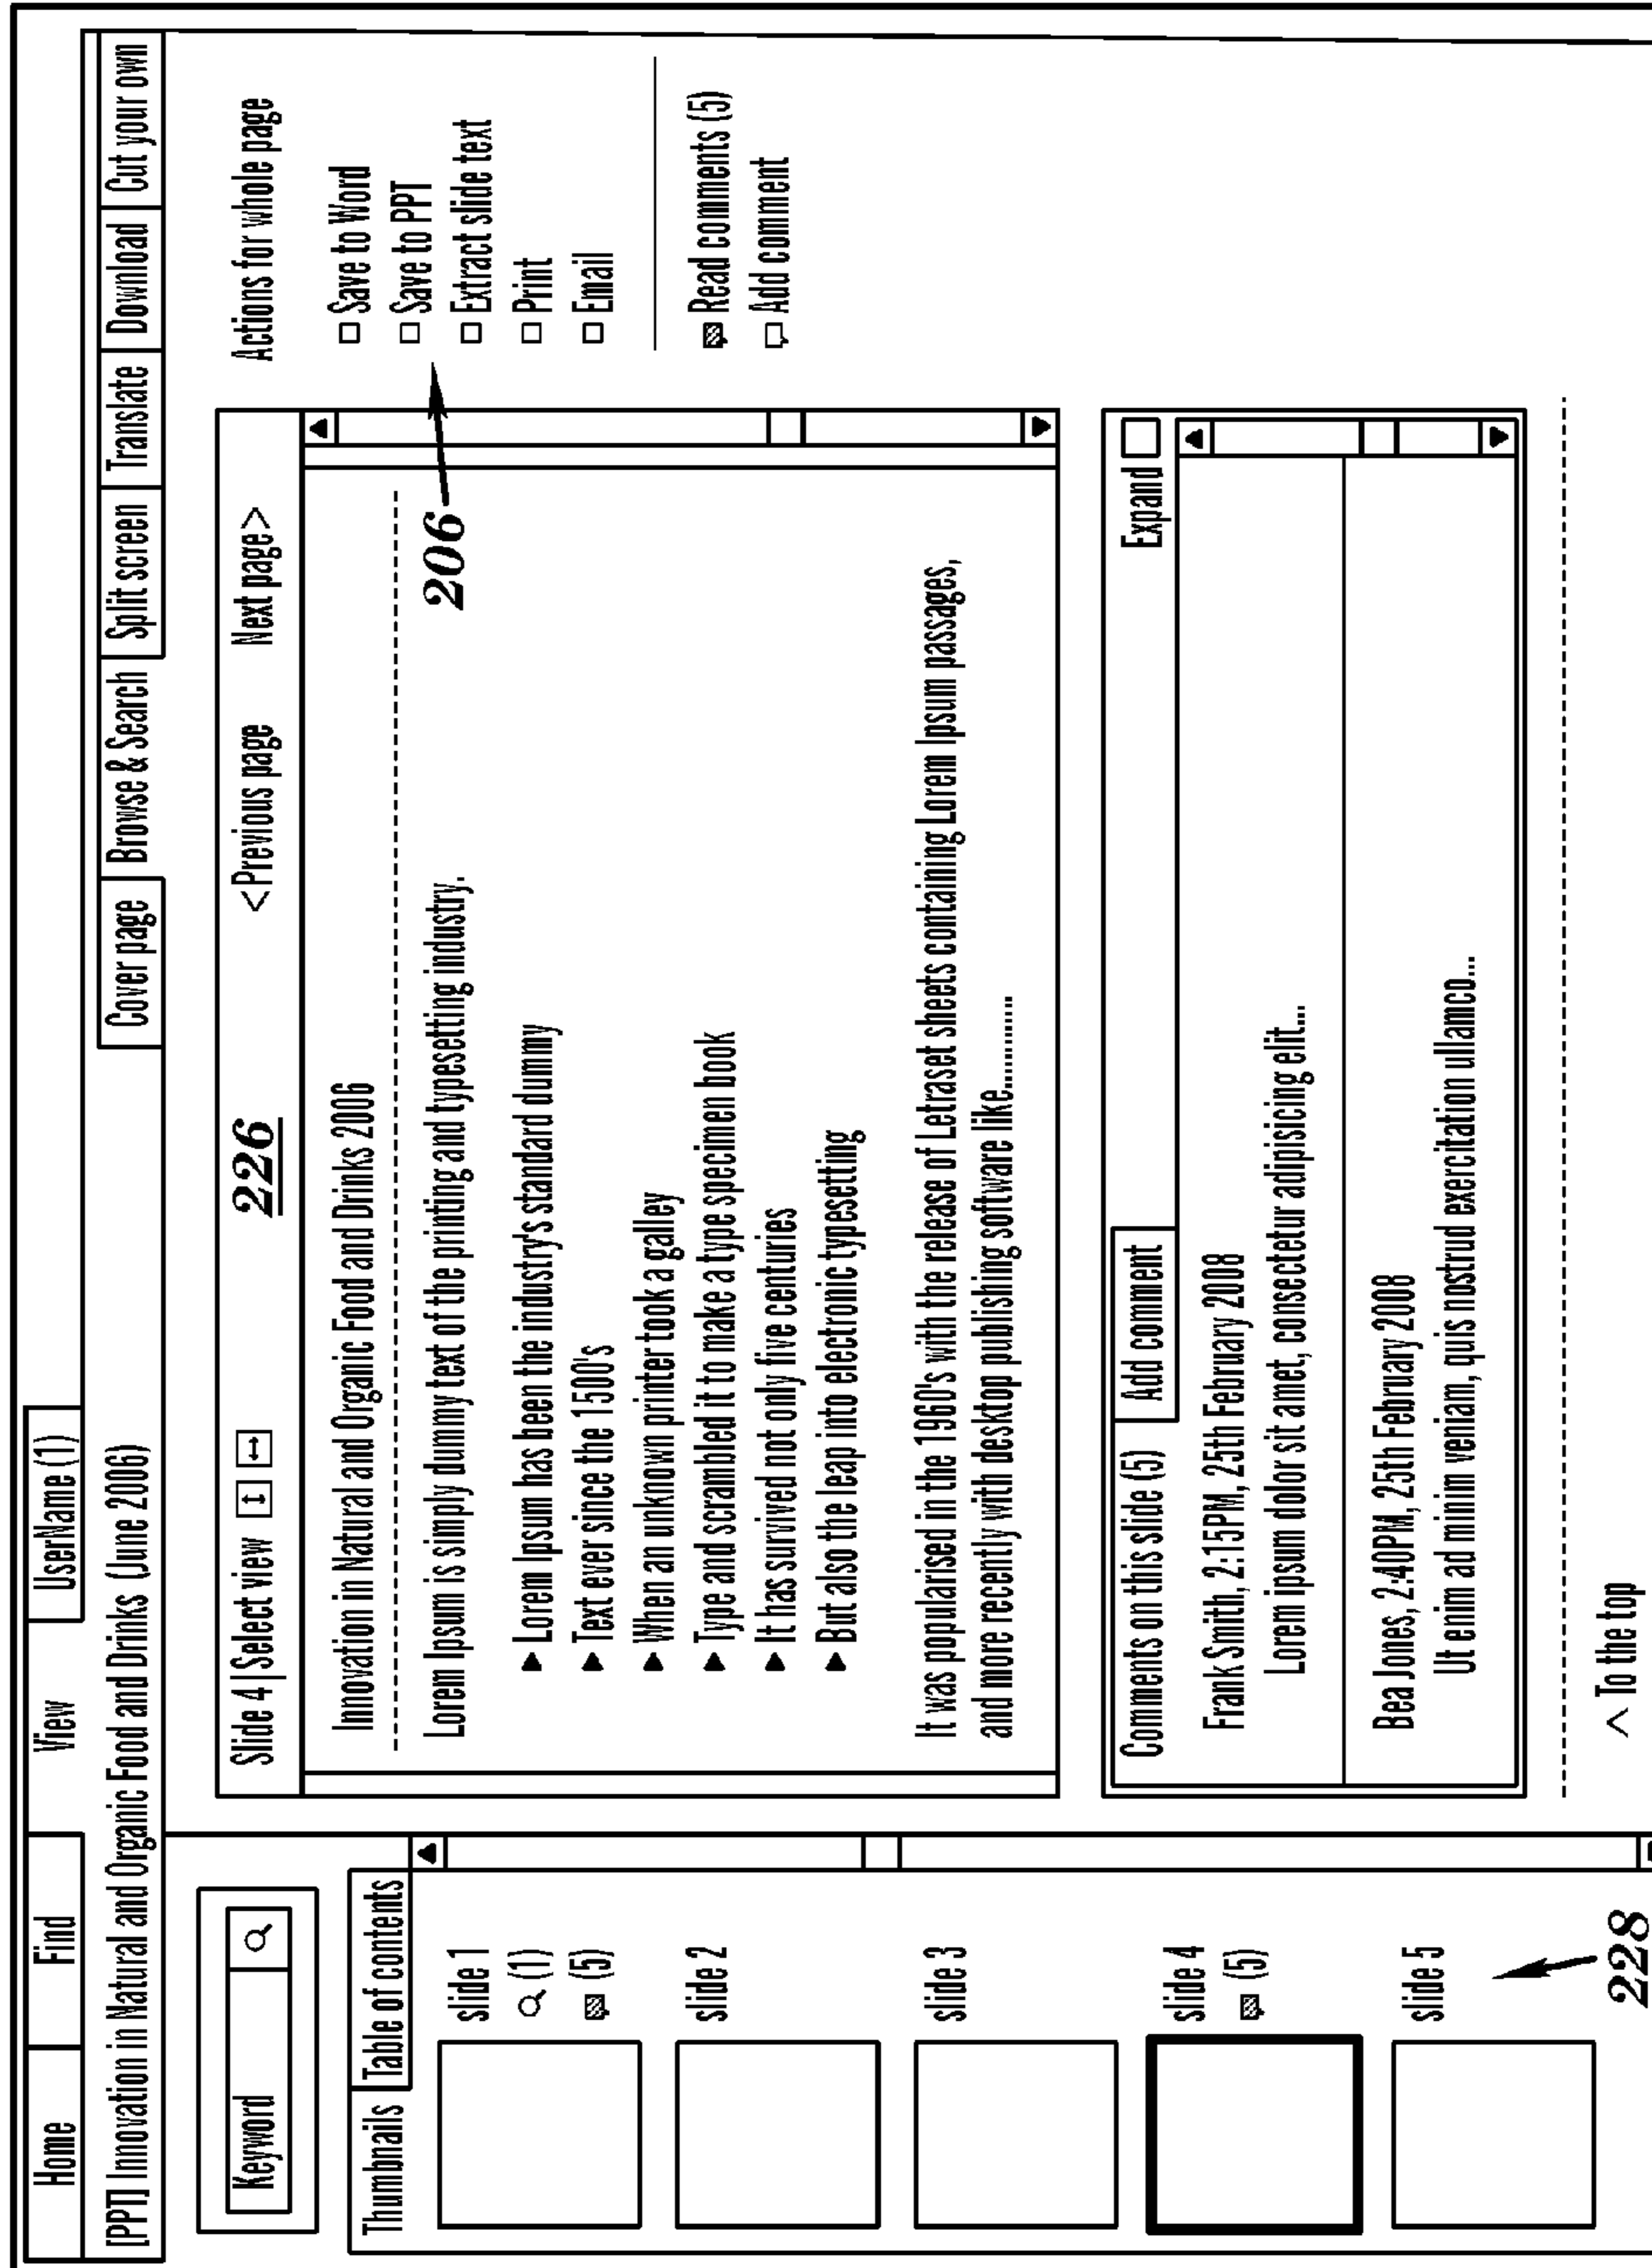 Home Find View UserName (1)
[PPT] Innovation in Natural and Organic Food and Drinks (June 2006)
Cover page Browse & Search Split screen Translate Download Cut your own
Keyword
Thumbnails Table of contents
slide 1
(1)
(5)
slide 2
slide 3
slide 4
(5)
slide 5
228
Slide 4 | Select view 226 <Previous page Next page>
Innovation in Natural and Organic Food and Drinks 2006
Lorem Ipsum is simply dummy text of the printing and typesetting industry.
▶ Lorem Ipsum has been the industry's standard dummy
▶ Text ever since the 1500's
▶ When an unknown printer took a galley
▶ Type and scrambled it to make a type specimen book
▶ It has survived not only five centuries
▶ But also the leap into electronic typesetting
It was popularised in the 1960's with the release of Letraset sheets containing Lorem Ipsum passages,
and more recently with desktop publishing software like............
206
Comments on this slide (5) Add comment Expand
Frank Smith, 2:15PM, 25th February 2008
Lorem ipsum dolor sit amet, consectetur adipisicing elit...
Bea Jones, 2:40PM, 25th February 2008
Ut enim ad minim veniam, quis nostrud exercitation ullamco...
^ To the top
Actions for whole page
Save to Word
Save to PPT
Extract slide text
Print
Email
Read comments (5)
Add comment